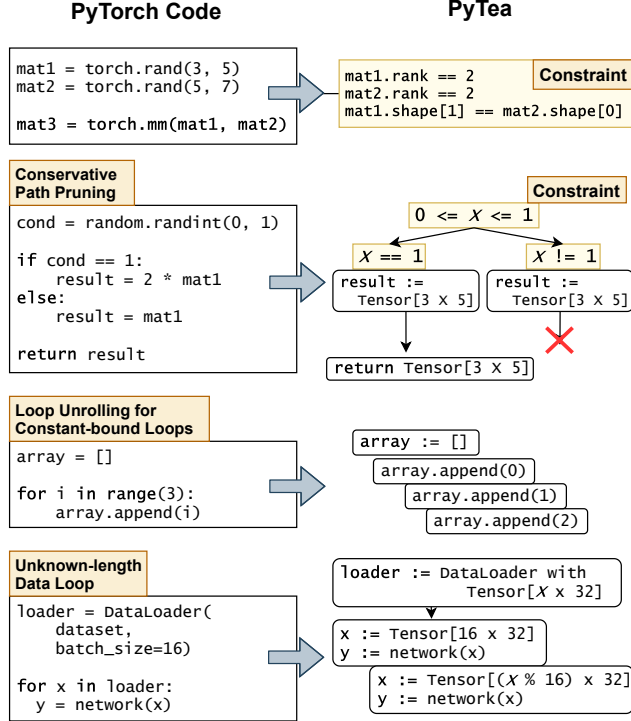 PyTorch Code
PyTea
mat1 = torch.rand(3, 5)
mat2 = torch.rand(5, 7)
mat3 = torch.mm(mat1, mat2)
Constraint
mat1.rank == 2
mat2.rank == 2
mat1.shape[1] == mat2.shape[0]
Conservative
Path Pruning
cond = random.randint(0, 1)
if cond == 1:
result = 2 * mat1
else:
result = mat1
return result
Constraint
0 <= X <= 1
X == 1
X != 1
result :=
Tensor[3 x 5]
result :=
Tensor[3 x 5]
return Tensor[3 x 5]
Loop Unrolling for
Constant-bound Loops
array = []
for i in range(3):
array.append(i)
array := []
array.append(0)
array.append(1)
array.append(2)
Unknown-length
Data Loop
loader = DataLoader(
dataset,
batch_size=16)
for x in loader:
y = network(x)
loader := DataLoader with
Tensor[X x 32]
x := Tensor[16 x 32]
y := network(x)
x := Tensor[(X % 16) x 32]
y := network(x)